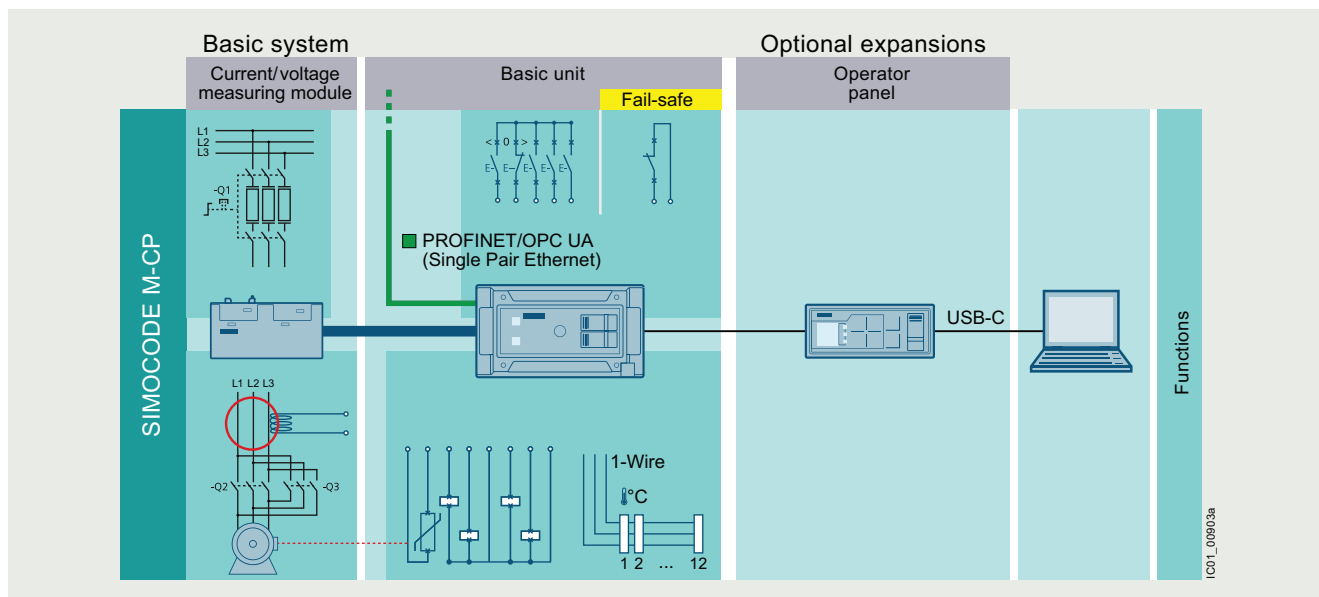 Basic system
Optional expansions
Current/voltage
measuring module
Basic unit
Operator
panel
Fail-safe
SIMOCODE M-CP
L1
L2
L3
-Q1
< 0 >
E- E- E- E- E-
PROFINET/OPC UA
(Single Pair Ethernet)
USB-C
Functions
L1 L2 L3
-Q2
-Q3
1-Wire
°C
1 2 ... 12
IC01_00903a